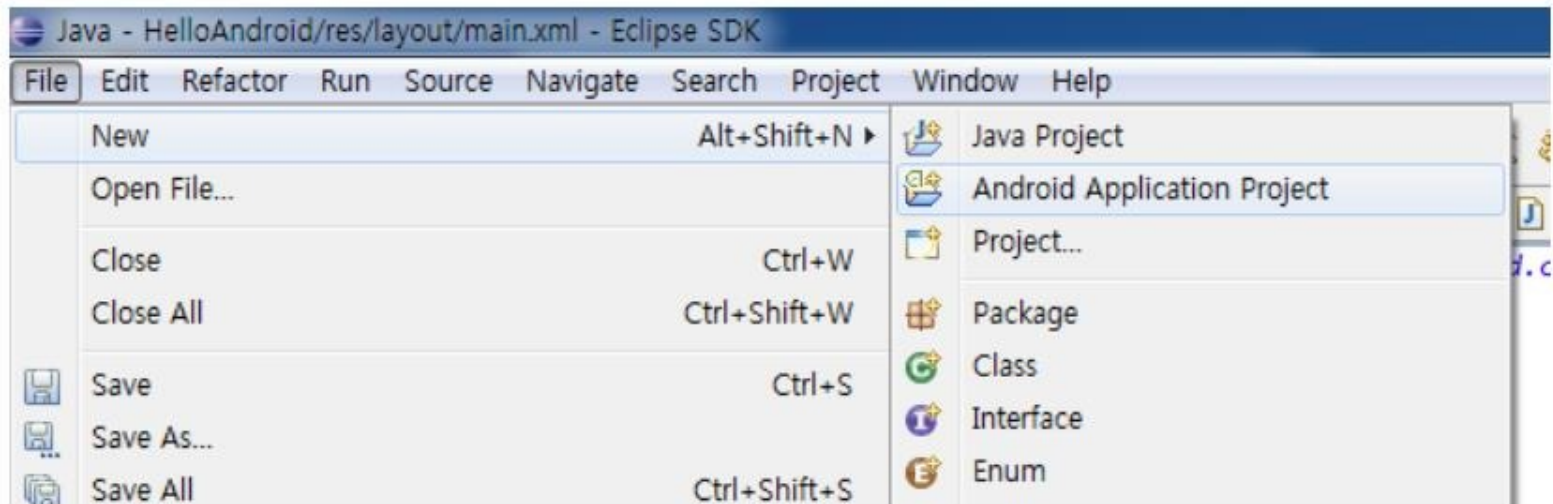 Java - HelloAndroid/res/layout/main.xml - Eclipse SDK
File Edit Refactor Run Source Navigate Search Project Window Help
New Alt+Shift+N
Open File...
Close Ctrl+W
Close All Ctrl+Shift+W
Save Ctrl+S
Save As...
Save All Ctrl+Shift+S
Java Project
Android Application Project
Project...
Package
Class
Interface
Enum
d.c